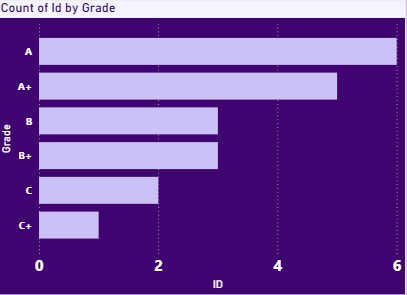 Count of Id by Grade
A
A+
B
B+
C
C+
Grade
0 2 4 6
ID